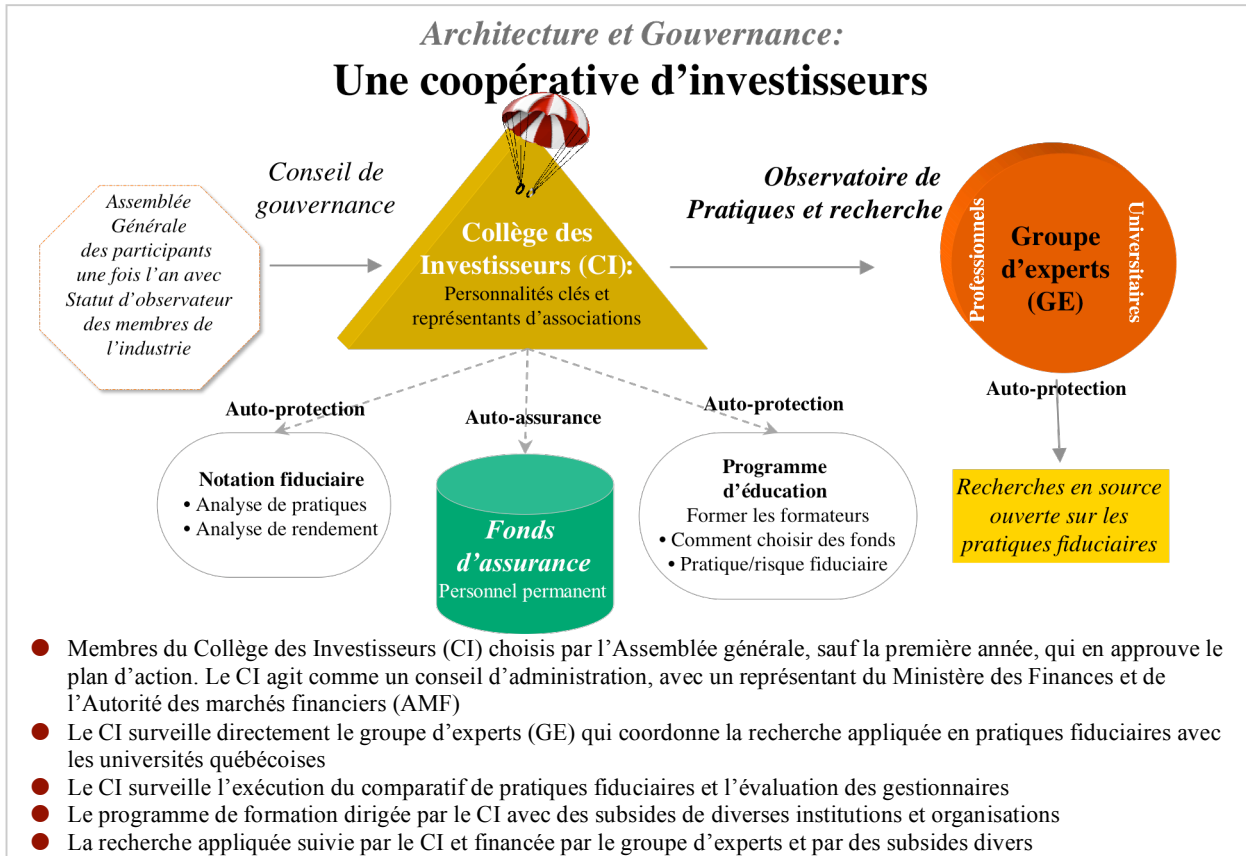 Architecture et Gouvernance:
Une coopérative d’investisseurs
Assemblée
Générale
des participants
une fois l’an avec
Statut d’observateur
des membres de
l’industrie
Conseil de
gouvernance
Collège des
Investisseurs (CI):
Personnalités clés et
représentants d’associations
Observatoire de
Pratiques et recherche
Professionnels
Groupe
d’experts
(GE)
Universitaires
Auto-protection
Auto-assurance
Auto-protection
Auto-protection
Notation fiduciaire
• Analyse de pratiques
• Analyse de rendement
Fonds
d’assurance
Personnel permanent
Programme
d’éducation
Former les formateurs
• Comment choisir des fonds
• Pratique/risque fiduciaire
Recherches en source
ouverte sur les
pratiques fiduciaires
● Membres du Collège des Investisseurs (CI) choisis par l’Assemblée générale, sauf la première année, qui en approuve le
plan d’action. Le CI agit comme un conseil d’administration, avec un représentant du Ministère des Finances et de
l’Autorité des marchés financiers (AMF)
● Le CI surveille directement le groupe d’experts (GE) qui coordonne la recherche appliquée en pratiques fiduciaires avec
les universités québécoises
● Le CI surveille l’exécution du comparatif de pratiques fiduciaires et l’évaluation des gestionnaires
● Le programme de formation dirigée par le CI avec des subsides de diverses institutions et organisations
● La recherche appliquée suivie par le CI et financée par le groupe d’experts et par des subsides divers